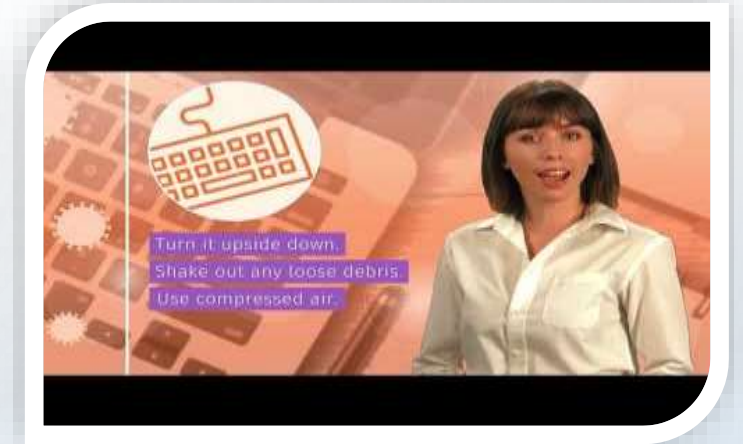 Turn it upside down.
Shake out any loose debris.
Use compressed air.